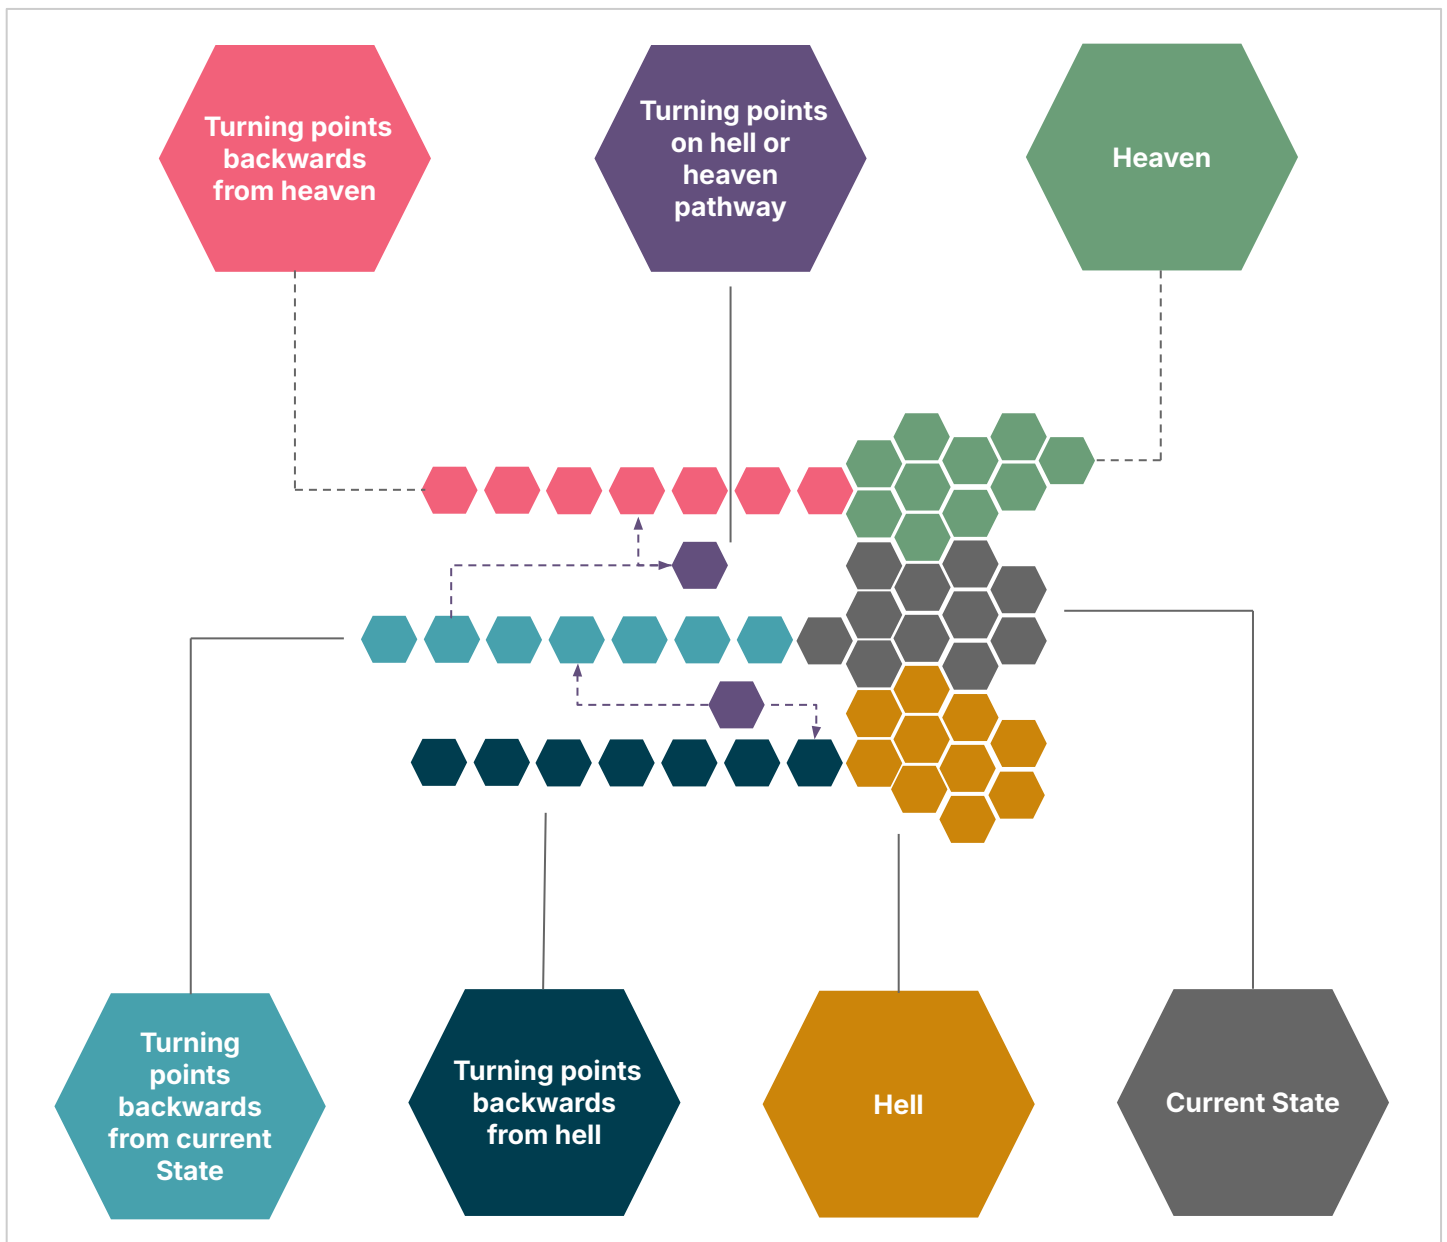 Turning points
backwards
from heaven
Turning points
on hell or
heaven
pathway
Heaven
Turning
points
backwards
from current
State
Turning points
backwards
from hell
Hell
Current State